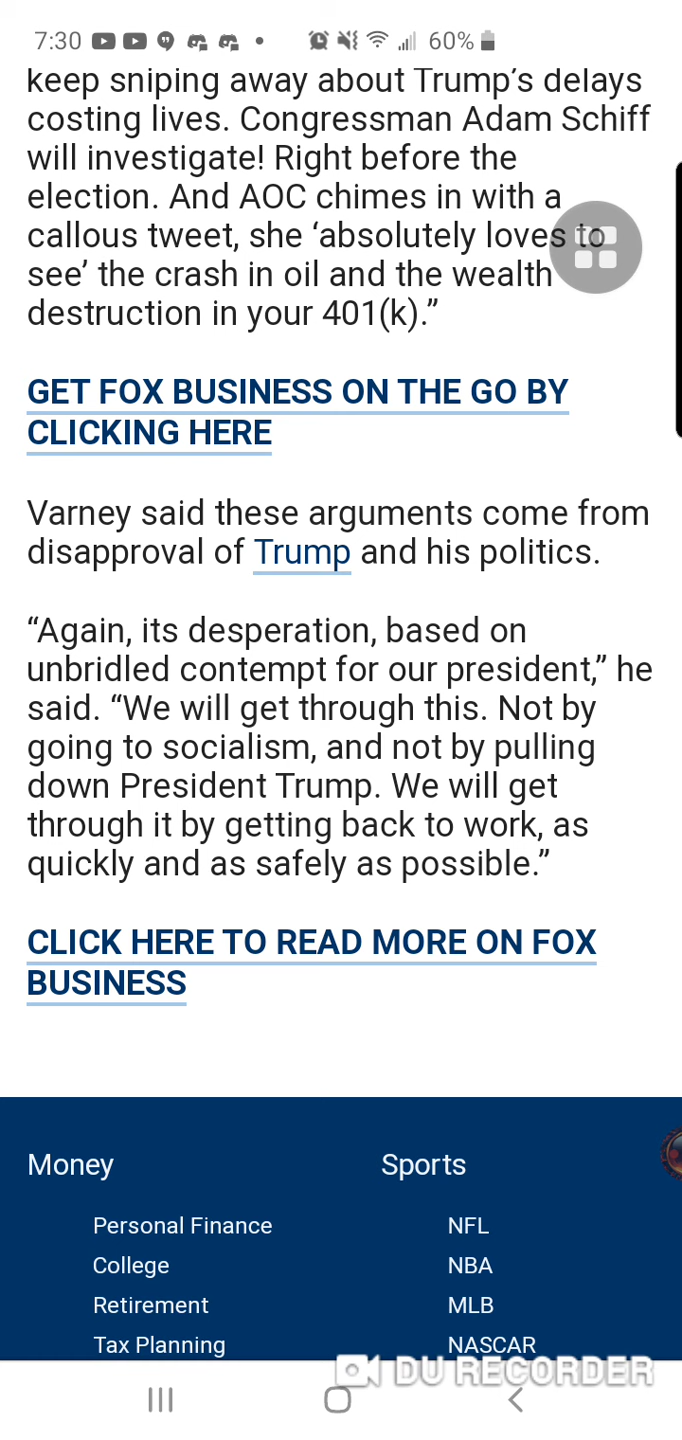 7:30 60%
keep sniping away about Trump’s delays
costing lives. Congressman Adam Schiff
will investigate! Right before the
election. And AOC chimes in with a
callous tweet, she ‘absolutely loves to
see’ the crash in oil and the wealth
destruction in your 401(k).”
GET FOX BUSINESS ON THE GO BY
CLICKING HERE
Varney said these arguments come from
disapproval of Trump and his politics.
“Again, its desperation, based on
unbridled contempt for our president,” he
said. “We will get through this. Not by
going to socialism, and not by pulling
down President Trump. We will get
through it by getting back to work, as
quickly and as safely as possible.”
CLICK HERE TO READ MORE ON FOX
BUSINESS
Money
Personal Finance
College
Retirement
Tax Planning
Sports
NFL
NBA
MLB
NASCAR
DU RECORDER